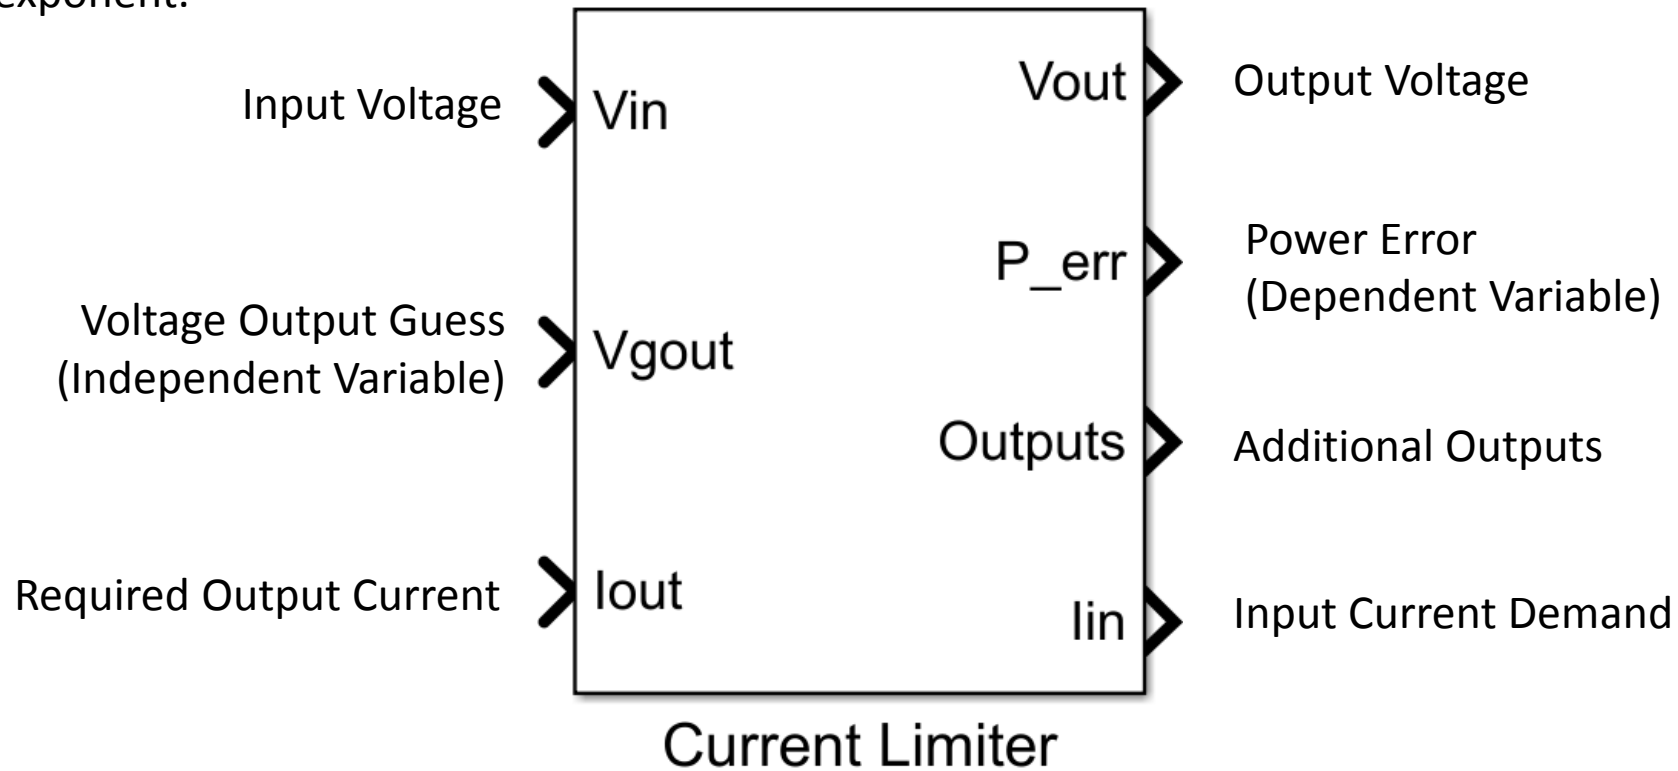 exponent.
Input Voltage
Vin
Vout
Output Voltage
P_err
Power Error
(Dependent Variable)
Voltage Output Guess
(Independent Variable)
Vgout
Outputs
Additional Outputs
Required Output Current
Iout
Iin
Input Current Demand
Current Limiter